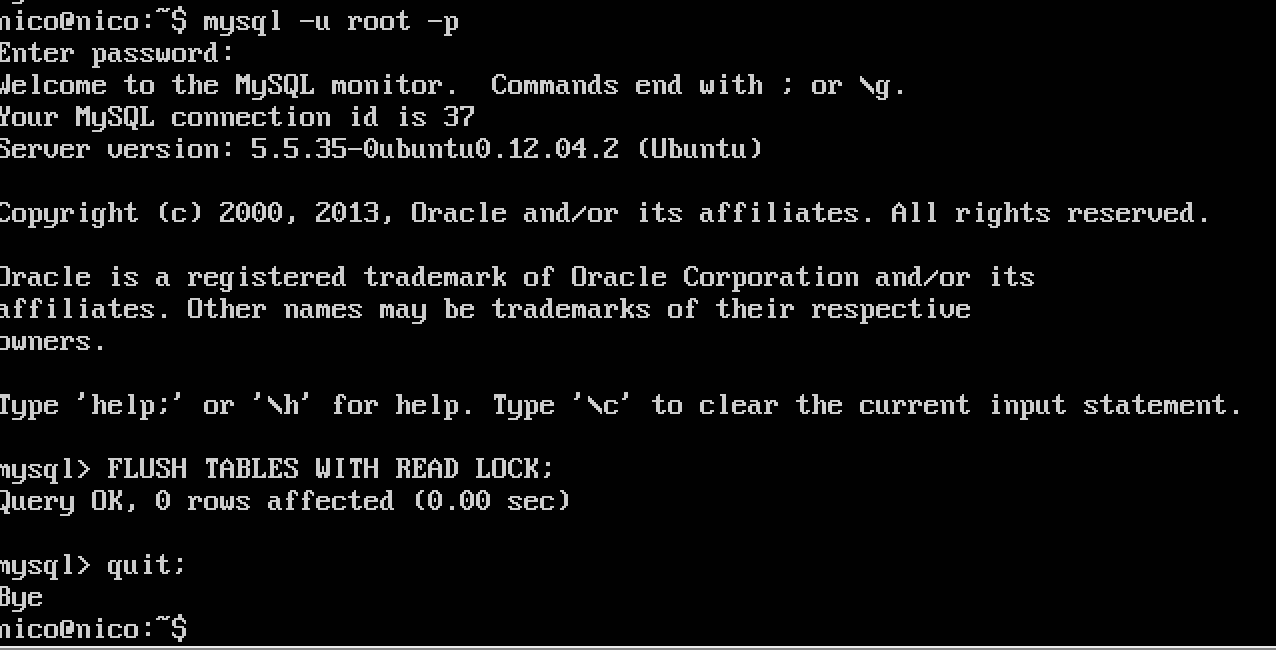 nico@nico:~$ mysql -u root -p
Enter password:
Welcome to the MySQL monitor.  Commands end with ; or \g.
Your MySQL connection id is 37
Server version: 5.5.35-0ubuntu0.12.04.2 (Ubuntu)

Copyright (c) 2000, 2013, Oracle and/or its affiliates. All rights reserved.

Oracle is a registered trademark of Oracle Corporation and/or its
affiliates. Other names may be trademarks of their respective
owners.

Type 'help;' or '\h' for help. Type '\c' to clear the current input statement.

mysql> FLUSH TABLES WITH READ LOCK;
Query OK, 0 rows affected (0.00 sec)

mysql> quit;
Bye
nico@nico:~$